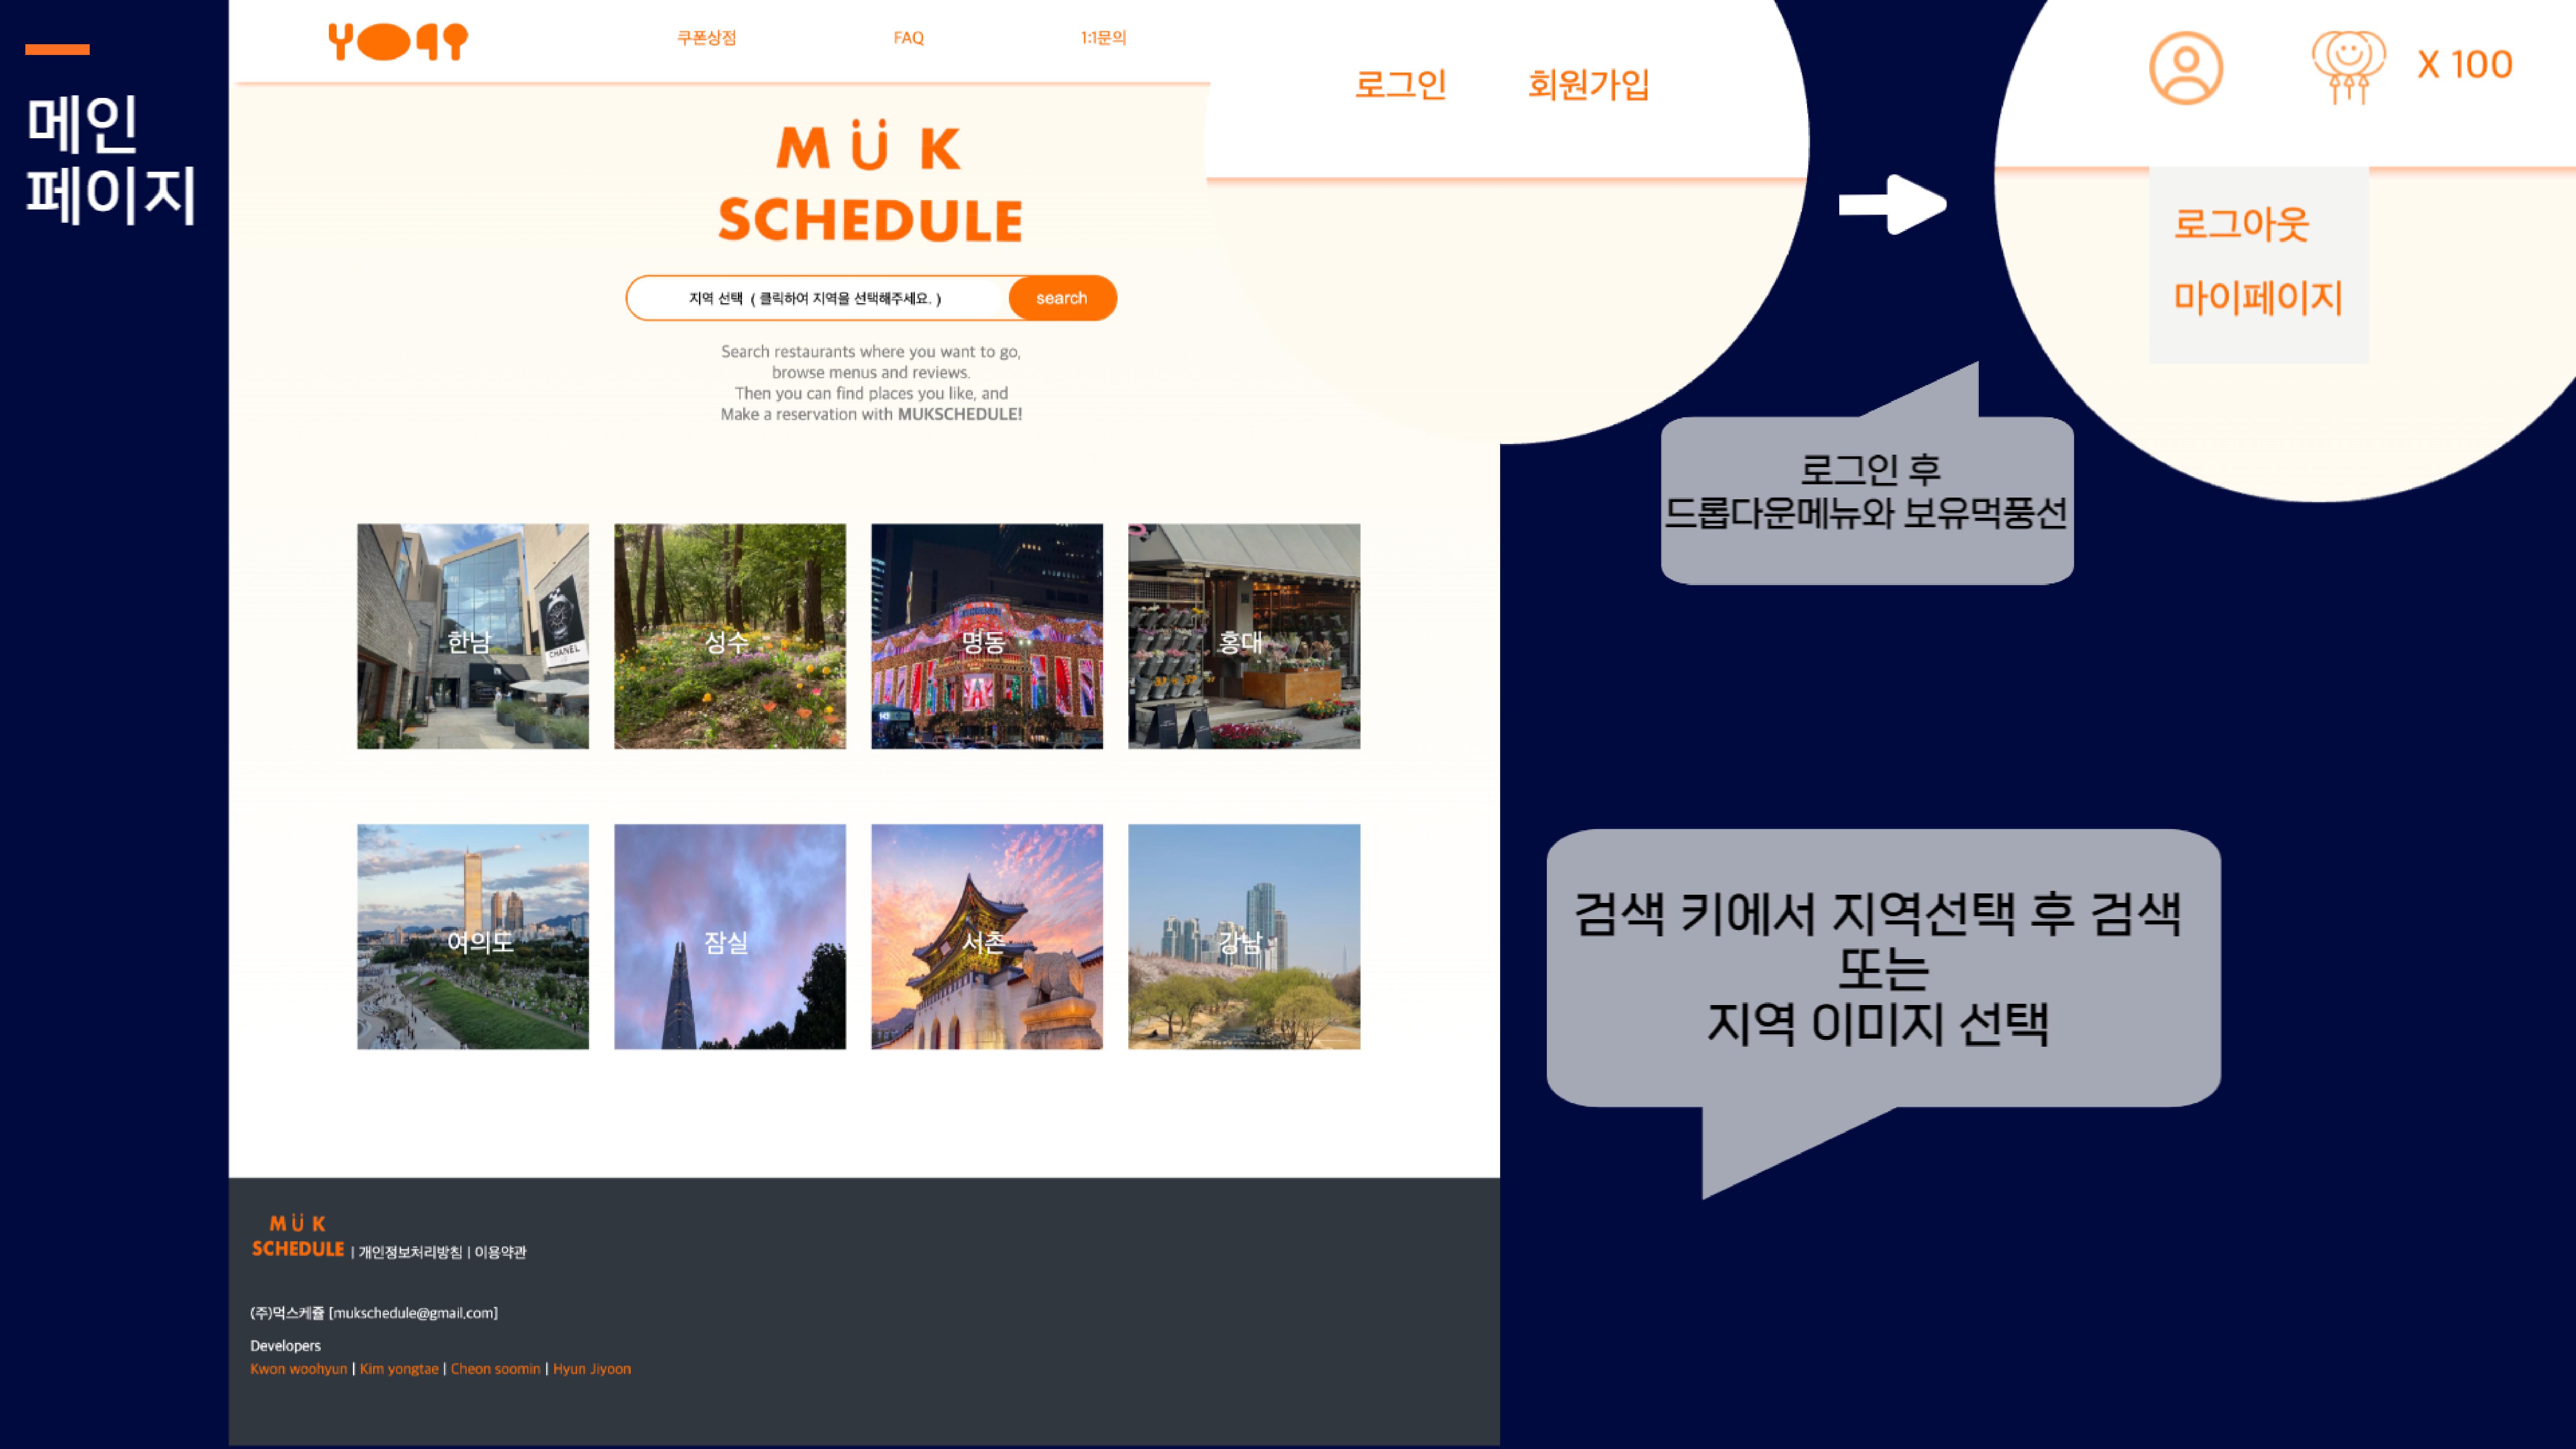 메인
페이지
쿠폰상점 FAQ 1:1문의
로그인 회원가입
X 100
로그아웃
마이페이지
MÜK
SCHEDULE
지역 선택 ( 클릭하여 지역을 선택해주세요. ) search
Search restaurants where you want to go,
browse menus and reviews.
Then you can find places you like, and
Make a reservation with MUKSCHEDULE!
로그인 후
드롭다운메뉴와 보유먹풍선
한남 성수 명동 홍대
CHANEL
여의도 잠실 서촌 강남
검색 키에서 지역선택 후 검색
또는
지역 이미지 선택
MÜK
SCHEDULE | 개인정보처리방침 | 이용약관
(주)먹스케쥴 [mukschedule@gmail.com]
Developers
Kwon woohyun | Kim yongtae | Cheon soomin | Hyun Jiyoon